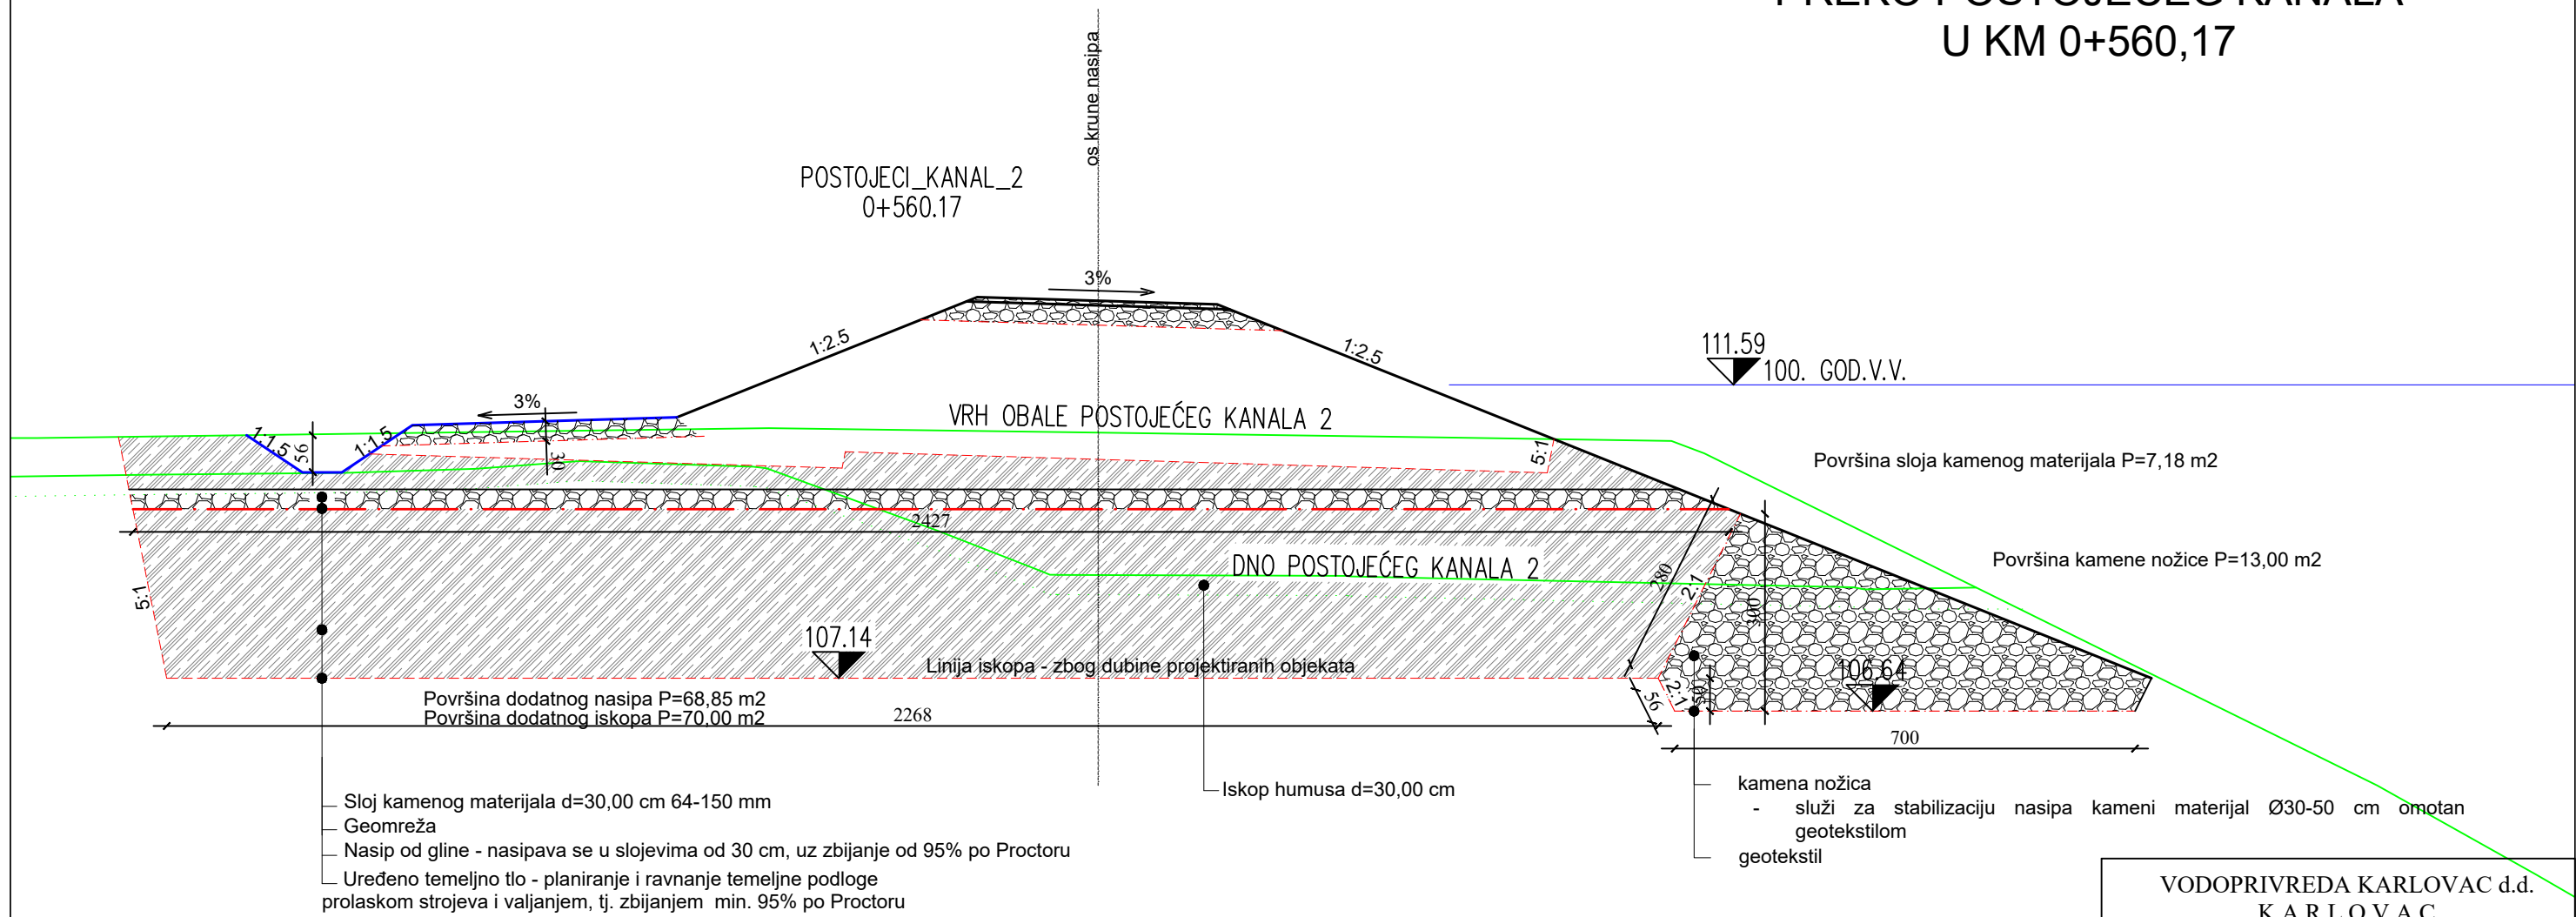 PREKO POSTOJEĆEG KANALA
U KM 0+560,17
os krune nasipa
POSTOJECI_KANAL_2
0+560.17
3%
1:2.5
1:2.5
111.59
100. GOD.V.V.
3%
VRH OBALE POSTOJEĆEG KANALA 2
1:1.5
56
1:1.5
30
5:1
Površina sloja kamenog materijala P=7,18 m2
2427
DNO POSTOJEĆEG KANALA 2
Površina kamene nožice P=13,00 m2
5:1
280
2:1
300
107.14
Linija iskopa - zbog dubine projektiranih objekata
106.64
2:1
50
56
Površina dodatnog nasipa P=68,85 m2
Površina dodatnog iskopa P=70,00 m2
2268
700
Sloj kamenog materijala d=30,00 cm 64-150 mm
Geomreža
Nasip od gline - nasipava se u slojevima od 30 cm, uz zbijanje od 95% po Proctoru
Uređeno temeljno tlo - planiranje i ravnanje temeljne podloge
prolaskom strojeva i valjanjem, tj. zbijanjem min. 95% po Proctoru
Iskop humusa d=30,00 cm
kamena nožica
- služi za stabilizaciju nasipa kameni materijal Ø30-50 cm omotan
geotekstilom
geotekstil
VODOPRIVREDA KARLOVAC d.d.
K A R L O V A C